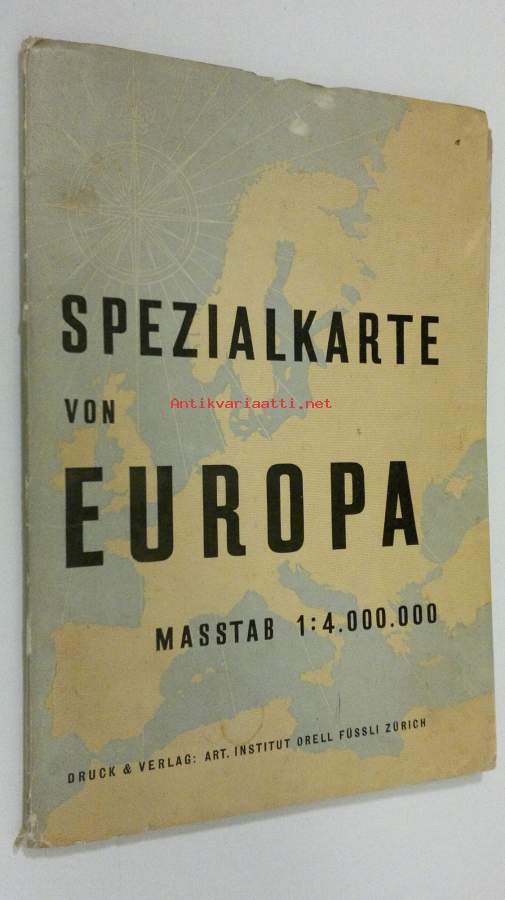 SPEZIALKARTE
VON
Antikvariaatti.net
EUROPA
MASSTAB 1:4.000.000
DRUCK & VERLAG: ART. INSTITUT ORELL FÜSSLI ZÜRICH